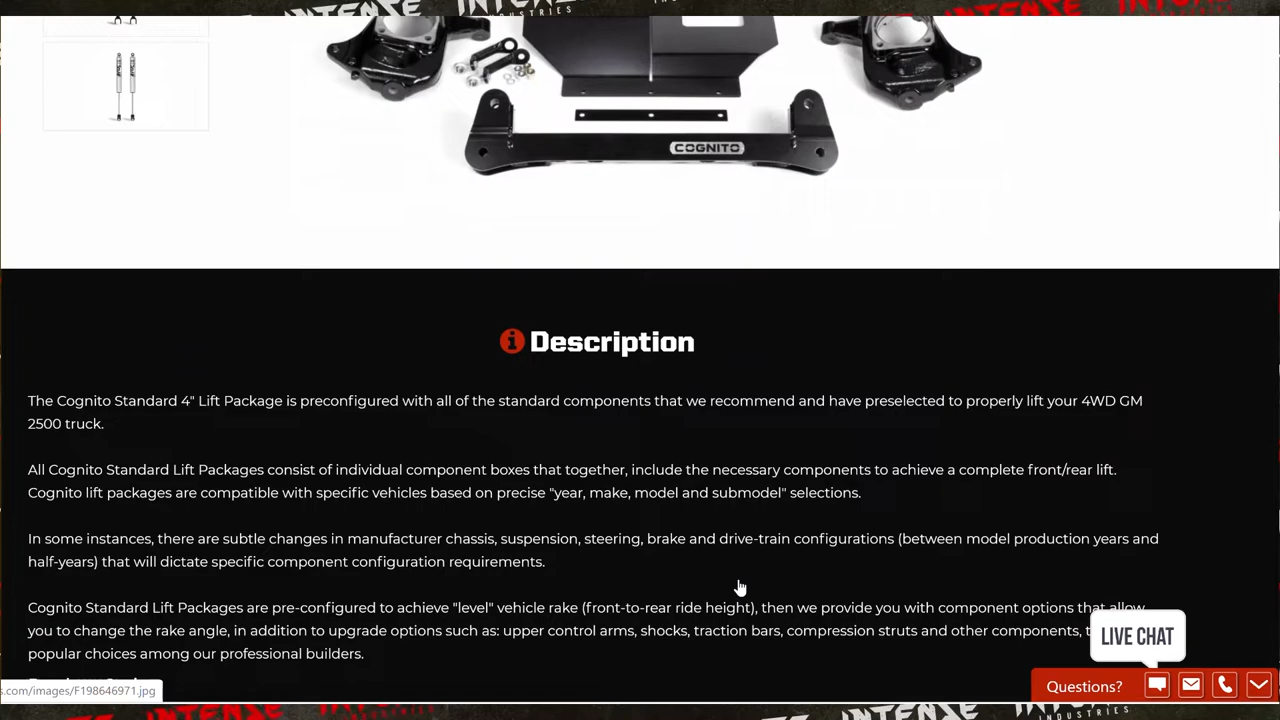 INTENSE INTENSE INTENSE
INDUSTRIES
COGNITO
Description
The Cognito Standard 4" Lift Package is preconfigured with all of the standard components that we recommend and have preselected to properly lift your 4WD GM
2500 truck.
All Cognito Standard Lift Packages consist of individual component boxes that together, include the necessary components to achieve a complete front/rear lift.
Cognito lift packages are compatible with specific vehicles based on precise "year, make, model and submodel" selections.
In some instances, there are subtle changes in manufacturer chassis, suspension, steering, brake and drive-train configurations (between model production years and
half-years) that will dictate specific component configuration requirements.
Cognito Standard Lift Packages are pre-configured to achieve "level" vehicle rake (front-to-rear ride height), then we provide you with component options that allow
you to change the rake angle, in addition to upgrade options such as: upper control arms, shocks, traction bars, compression struts and other components,
popular choices among our professional builders.
LIVE CHAT
Questions?
s.com/images/F198646971.jpg
INTENSE INTENSE INTENSE
INDUSTRIES